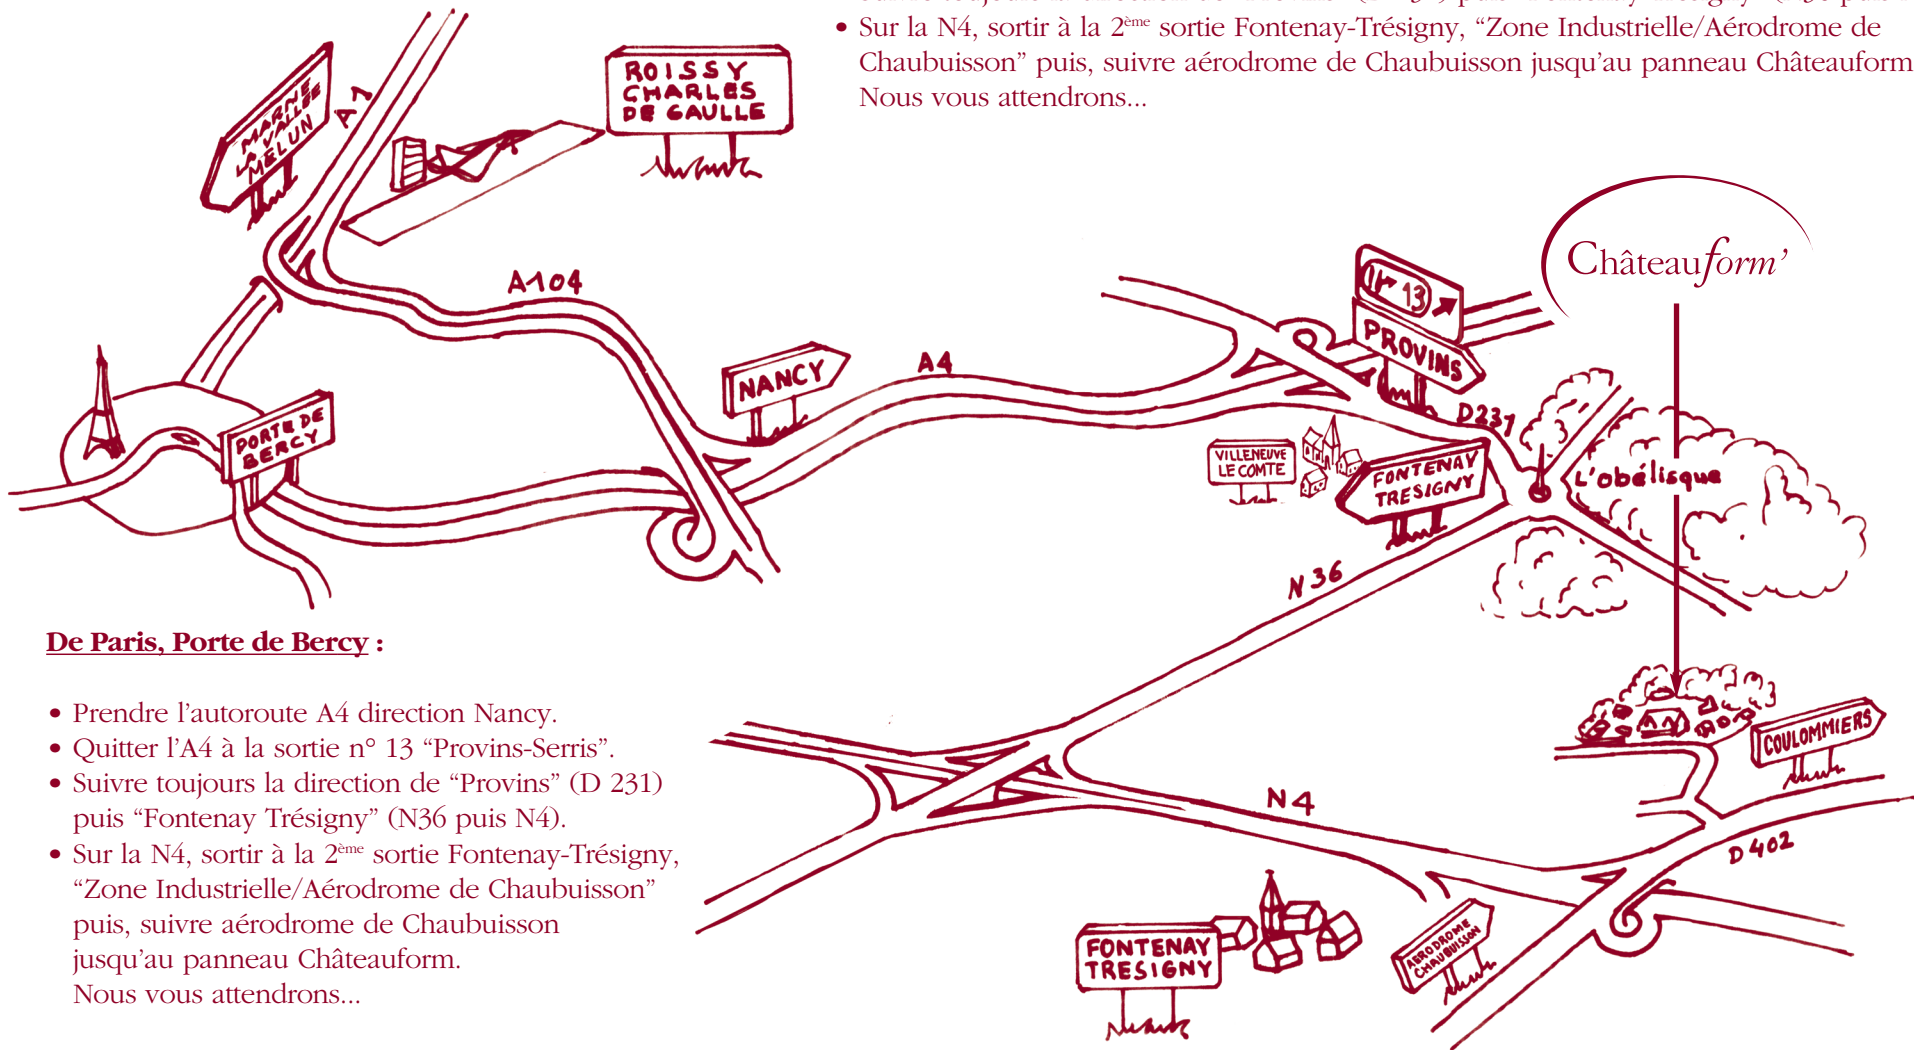 • Sur la N4, sortir à la 2ème sortie Fontenay-Trésigny, “Zone Industrielle/Aérodrome de
Chaubuisson” puis, suivre aérodrome de Chaubuisson jusqu'au panneau Châteauform
Nous vous attendrons...
MARNE
LA VALLÉE
MELUN
A1
ROISSY
CHARLES
DE GAULLE
Châteauform’
A104
13
PROVINS
NANCY
A4
D231
PORTE DE
BERCY
VILLENEUVE
LE COMTE
FONTENAY
TRESIGNY
L'obélisque
N 36
De Paris, Porte de Bercy :
• Prendre l'autoroute A4 direction Nancy.
• Quitter l'A4 à la sortie n° 13 “Provins-Serris”.
• Suivre toujours la direction de “Provins” (D 231)
puis “Fontenay Trésigny” (N36 puis N4).
• Sur la N4, sortir à la 2ème sortie Fontenay-Trésigny,
“Zone Industrielle/Aérodrome de Chaubuisson”
puis, suivre aérodrome de Chaubuisson
jusqu'au panneau Châteauform.
Nous vous attendrons...
COULOMMIERS
N4
D 402
FONTENAY
TRESIGNY
AERODROME
CHAUBUISSON